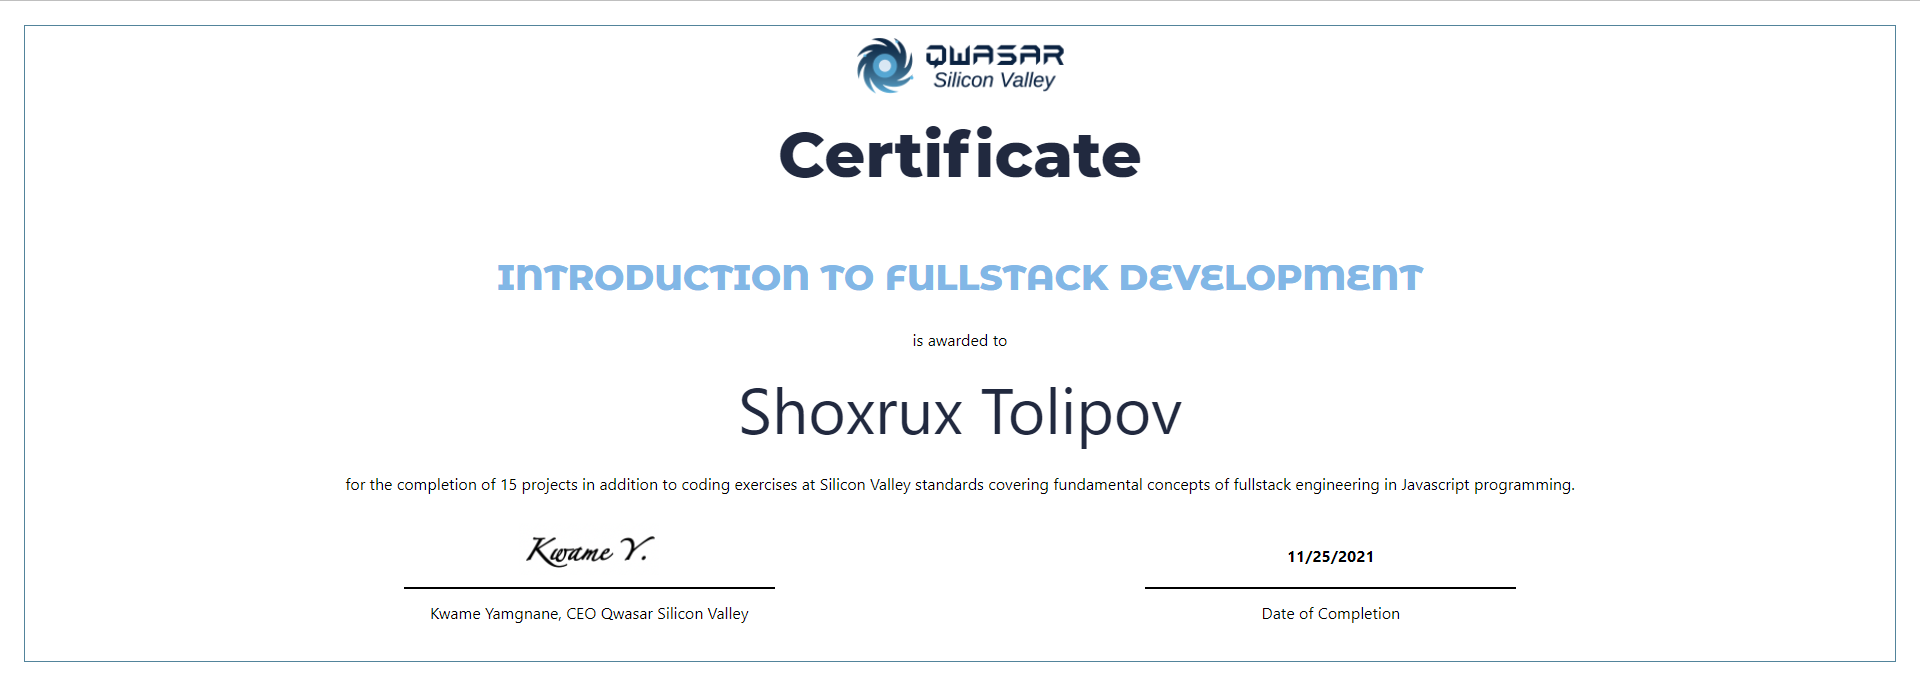 QWASAR
Silicon Valley
Certificate
INTRODUCTION TO FULLSTACK DEVELOPMENT
is awarded to
Shoxrux Tolipov
for the completion of 15 projects in addition to coding exercises at Silicon Valley standards covering fundamental concepts of fullstack engineering in Javascript programming.
Kwame Y.
11/25/2021
Kwame Yamgnane, CEO Qwasar Silicon Valley
Date of Completion